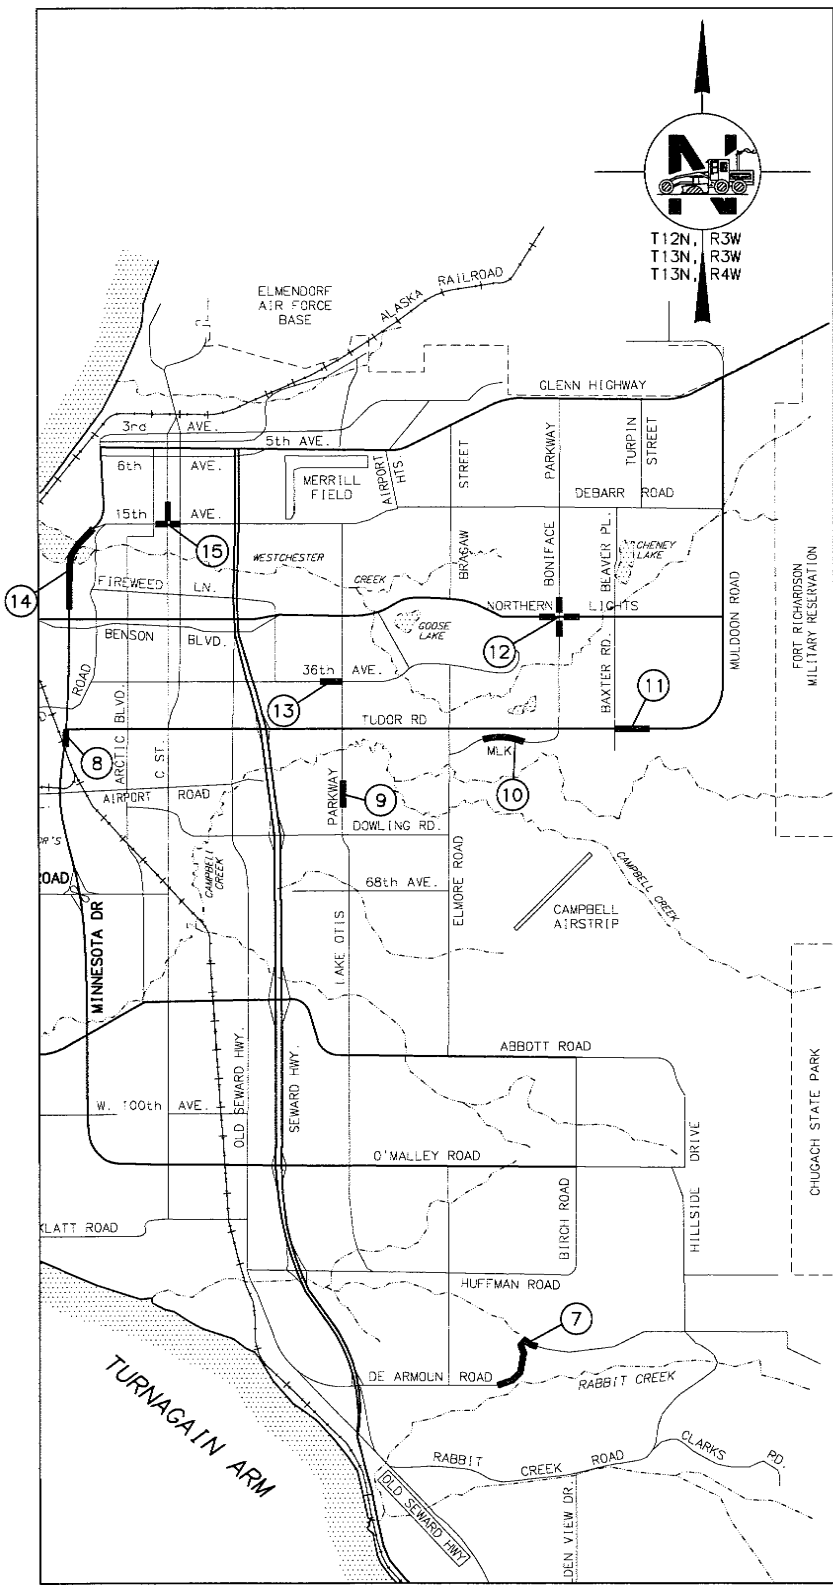 N
T12N, R3W
T13N, R3W
T13N, R4W
ELMENDORF
AIR FORCE
BASE
ALASKA RAILROAD
GLENN HIGHWAY
3rd AVE.
5th AVE.
6th AVE.
MERRILL
FIELD
AIRPORT
HTS.
STREET
PARKWAY
TURPIN
STREET
DEBARR ROAD
15th AVE.
15
WESTCHESTER
CREEK
BRAGAW
BONIFACE
BEAVER PL.
CHENEY
LAKE
14
FIREWEED LN.
NORTHERN LIGHTS
GOOSE
LAKE
BENSON BLVD.
12
MULDOON ROAD
FORT RICHARDSON
MILITARY RESERVATION
ROAD
36th AVE.
13
BAXTER RD.
11
TUDOR RD
ARCTIC BLVD.
C ST.
8
MLK
10
AIRPORT ROAD
PARKWAY
9
DOWLING RD.
OR'S
ROAD
CAMPBELL
CREEK
68th AVE.
ELMORE ROAD
CAMPBELL CREEK
CAMPBELL
AIRSTRIP
MINNESOTA DR
LAKE OTIS
ABBOTT ROAD
OLD SEWARD HWY.
SEWARD HWY.
W. 100th AVE.
CHUGACH STATE PARK
O'MALLEY ROAD
HILLSIDE DRIVE
BIRCH ROAD
KLATT ROAD
HUFFMAN ROAD
7
TURNAGAIN ARM
DE ARMOUN ROAD
RABBIT CREEK
RABBIT CREEK ROAD
CLARKS RD.
OLD SEWARD HWY
DEN VIEW DR.